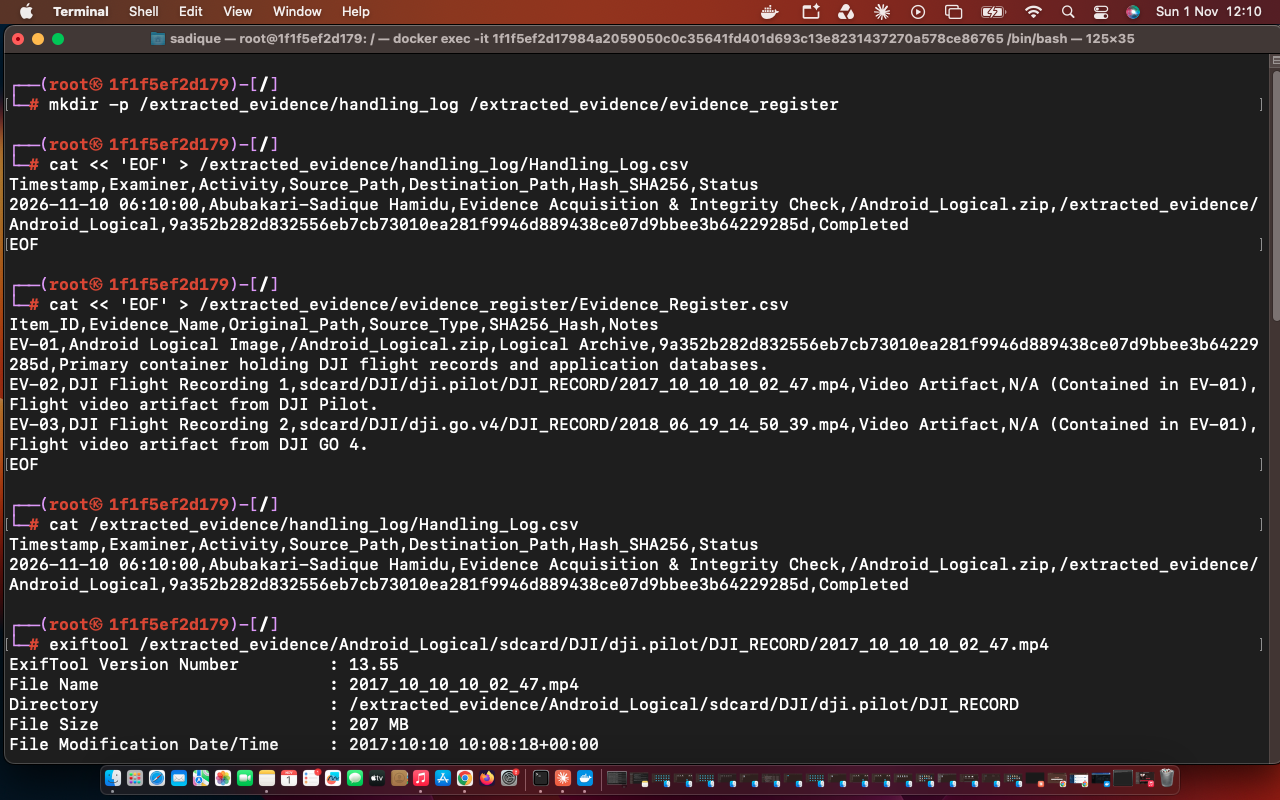 Terminal Shell Edit View Window Help Sun 1 Nov 12:10
sadique — root@1f1f5ef2d179: / — docker exec -it 1f1f5ef2d17984a2059050c0c35641fd401d693c13e8231437270a578ce86765 /bin/bash — 125×35
┌──(root㉿1f1f5ef2d179)-[/]
└─# mkdir -p /extracted_evidence/handling_log /extracted_evidence/evidence_register
┌──(root㉿1f1f5ef2d179)-[/]
└─# cat << 'EOF' > /extracted_evidence/handling_log/Handling_Log.csv
Timestamp,Examiner,Activity,Source_Path,Destination_Path,Hash_SHA256,Status
2026-11-10 06:10:00,Abubakari-Sadique Hamidu,Evidence Acquisition & Integrity Check,/Android_Logical.zip,/extracted_evidence/
Android_Logical,9a352b282d832556eb7cb73010ea281f9946d889438ce07d9bbee3b64229285d,Completed
EOF
┌──(root㉿1f1f5ef2d179)-[/]
└─# cat << 'EOF' > /extracted_evidence/evidence_register/Evidence_Register.csv
Item_ID,Evidence_Name,Original_Path,Source_Type,SHA256_Hash,Notes
EV-01,Android Logical Image,/Android_Logical.zip,Logical Archive,9a352b282d832556eb7cb73010ea281f9946d889438ce07d9bbee3b64229
285d,Primary container holding DJI flight records and application databases.
EV-02,DJI Flight Recording 1,sdcard/DJI/dji.pilot/DJI_RECORD/2017_10_10_10_02_47.mp4,Video Artifact,N/A (Contained in EV-01),
Flight video artifact from DJI Pilot.
EV-03,DJI Flight Recording 2,sdcard/DJI/dji.go.v4/DJI_RECORD/2018_06_19_14_50_39.mp4,Video Artifact,N/A (Contained in EV-01),
Flight video artifact from DJI GO 4.
EOF
┌──(root㉿1f1f5ef2d179)-[/]
└─# cat /extracted_evidence/handling_log/Handling_Log.csv
Timestamp,Examiner,Activity,Source_Path,Destination_Path,Hash_SHA256,Status
2026-11-10 06:10:00,Abubakari-Sadique Hamidu,Evidence Acquisition & Integrity Check,/Android_Logical.zip,/extracted_evidence/
Android_Logical,9a352b282d832556eb7cb73010ea281f9946d889438ce07d9bbee3b64229285d,Completed
┌──(root㉿1f1f5ef2d179)-[/]
└─# exiftool /extracted_evidence/Android_Logical/sdcard/DJI/dji.pilot/DJI_RECORD/2017_10_10_10_02_47.mp4
ExifTool Version Number : 13.55
File Name : 2017_10_10_10_02_47.mp4
Directory : /extracted_evidence/Android_Logical/sdcard/DJI/dji.pilot/DJI_RECORD
File Size : 207 MB
File Modification Date/Time : 2017:10:10 10:08:18+00:00